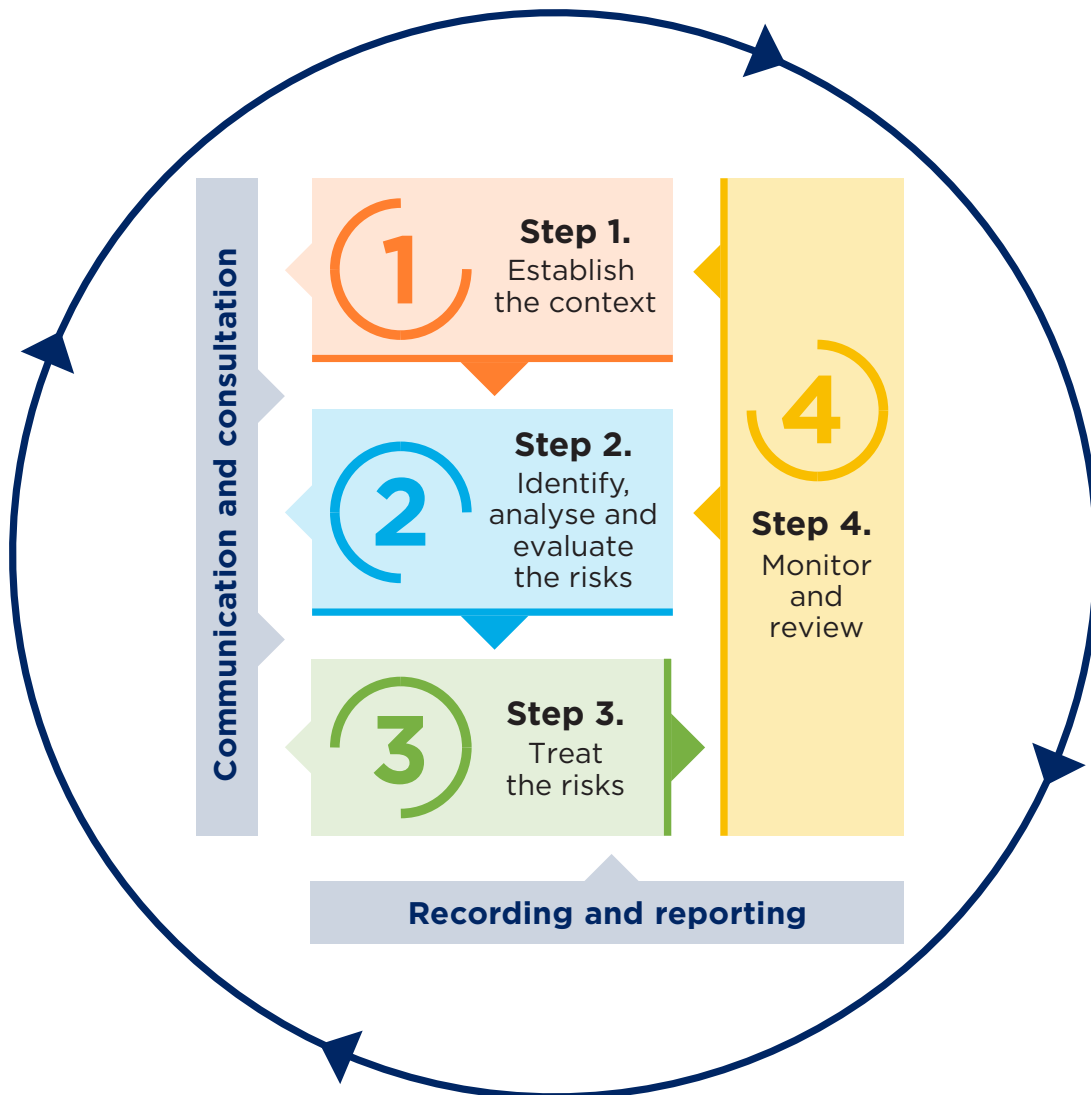 Communication and consultation
1
Step 1.
Establish
the context
2
Step 2.
Identify,
analyse and
evaluate
the risks
3
Step 3.
Treat
the risks
4
Step 4.
Monitor
and
review
Recording and reporting